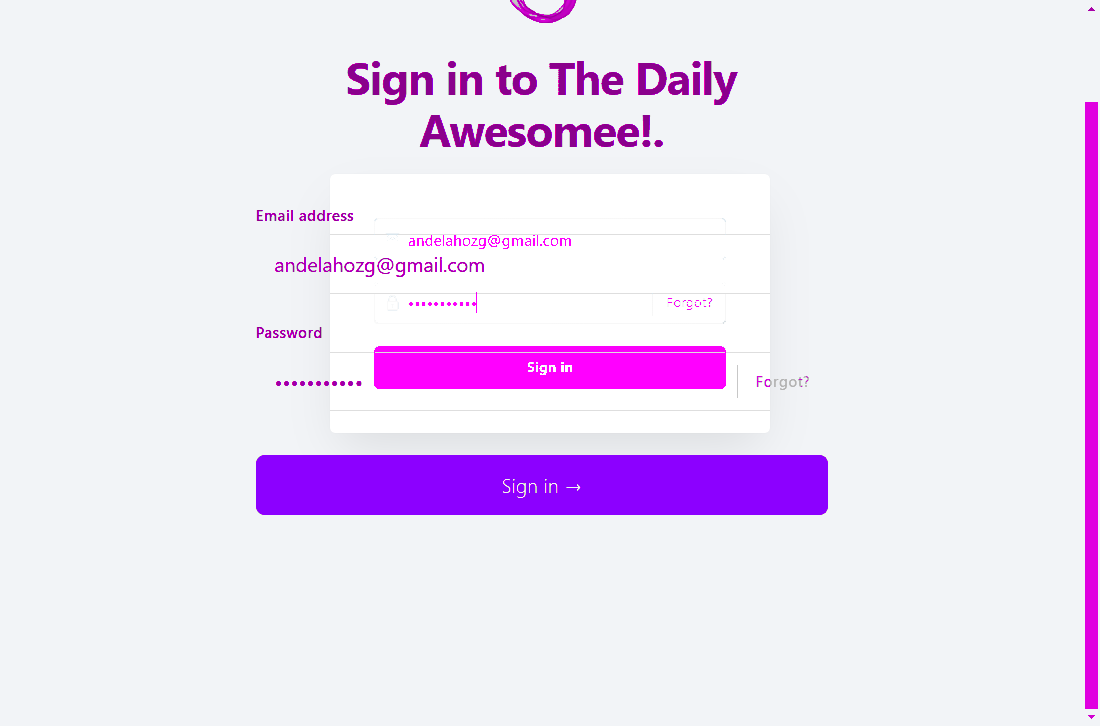 Sign in to The Daily
Awesomee!.
Email address
andelahozg@gmail.com
andelahozg@gmail.com
Forgot?
Password
Sign in
Forgot?
Sign in →